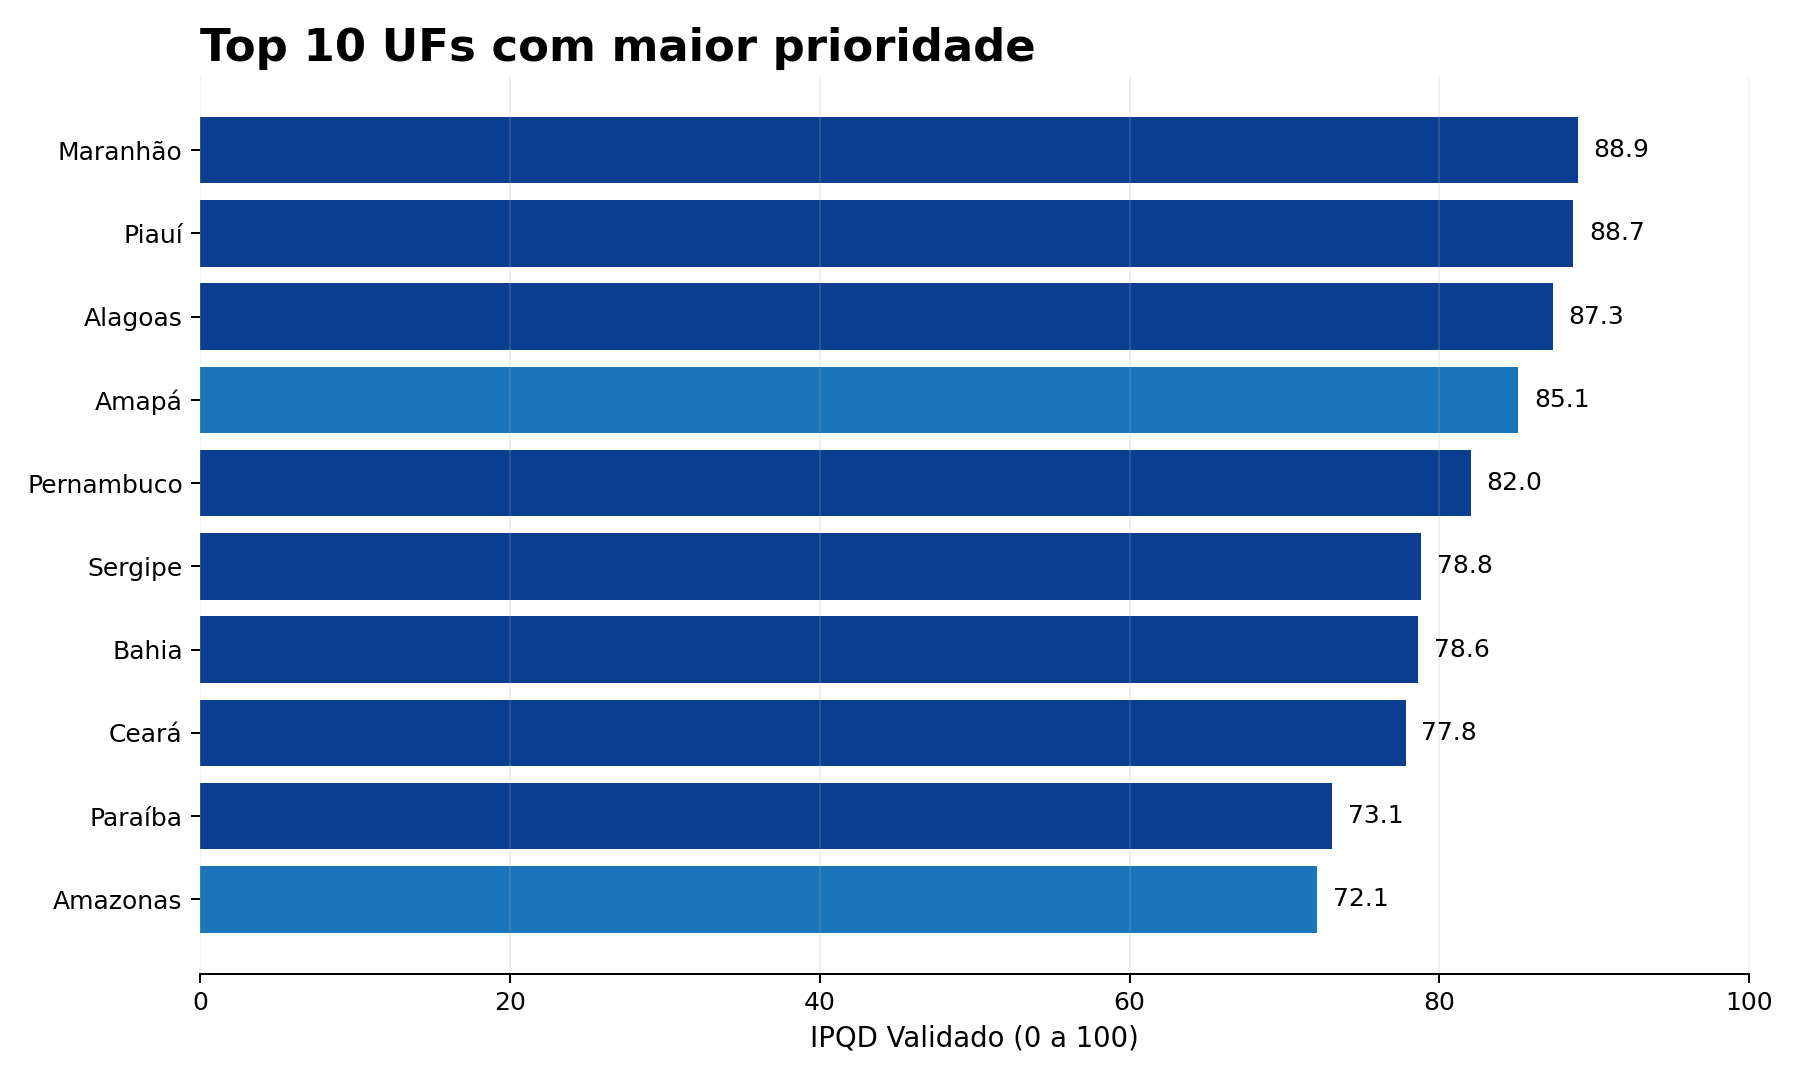 Top 10 UFs com maior prioridade
Maranhão 88.9
Piauí 88.7
Alagoas 87.3
Amapá 85.1
Pernambuco 82.0
Sergipe 78.8
Bahia 78.6
Ceará 77.8
Paraíba 73.1
Amazonas 72.1
0 20 40 60 80 100
IPQD Validado (0 a 100)